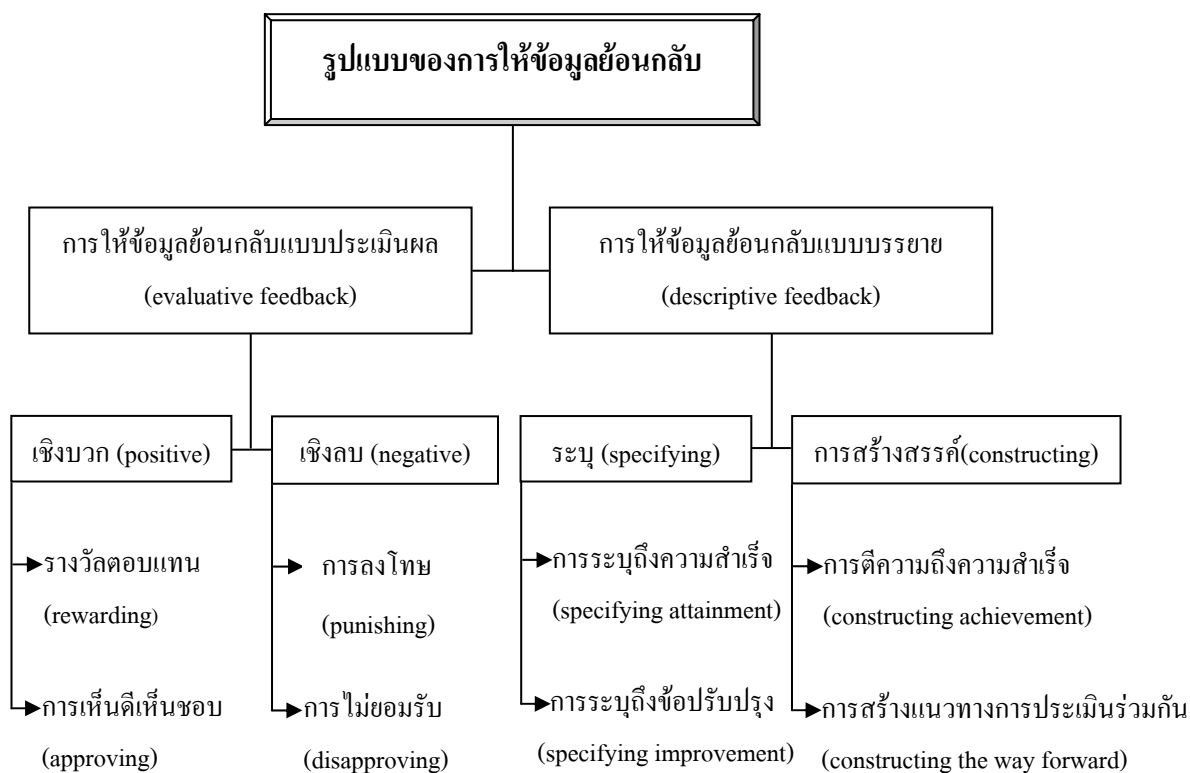 รูปแบบของการให้ข้อมูลย้อนกลับ
การให้ข้อมูลย้อนกลับแบบประเมินผล
(evaluative feedback)
การให้ข้อมูลย้อนกลับแบบบรรยาย
(descriptive feedback)
เชิงบวก (positive)
เชิงลบ (negative)
ระบุ (specifying)
การสร้างสรรค์(constructing)
รางวัลตอบแทน
(rewarding)
การเห็นดีเห็นชอบ
(approving)
การลงโทษ
(punishing)
การไม่ยอมรับ
(disapproving)
การระบุถึงความสำเร็จ
(specifying attainment)
การระบุถึงข้อปรับปรุง
(specifying improvement)
การตีความถึงความสำเร็จ
(constructing achievement)
การสร้างแนวทางการประเมินร่วมกัน
(constructing the way forward)